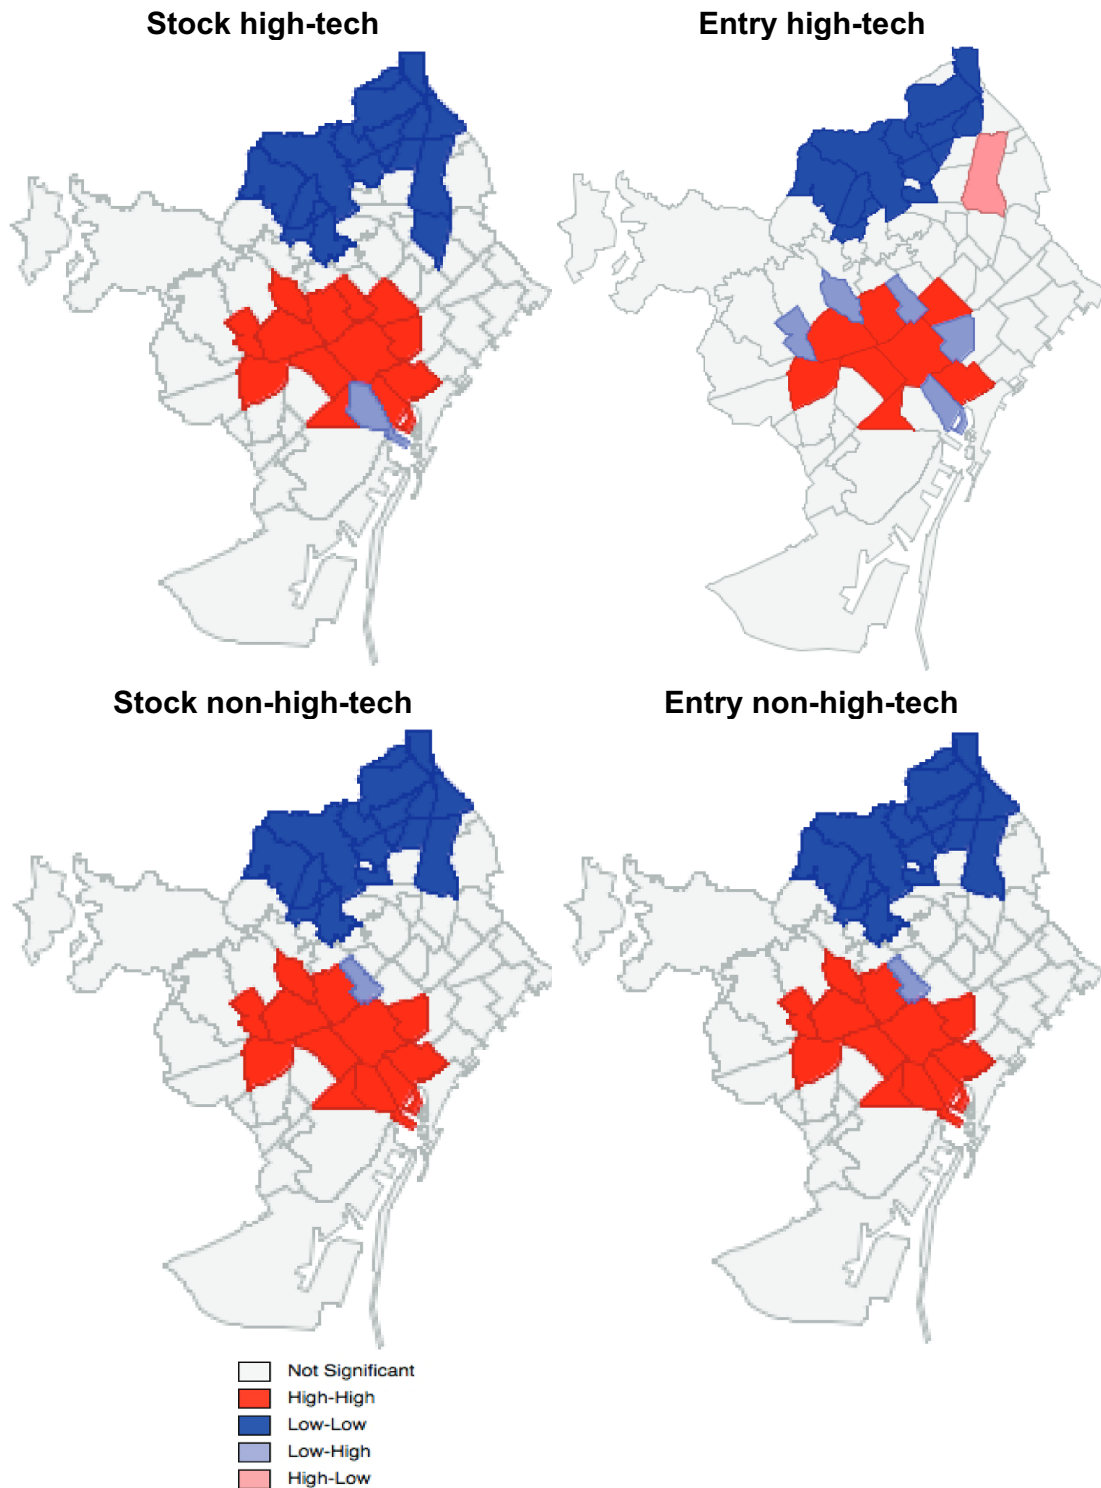 Stock high-tech
Entry high-tech
Stock non-high-tech
Entry non-high-tech
Not Significant
High-High
Low-Low
Low-High
High-Low